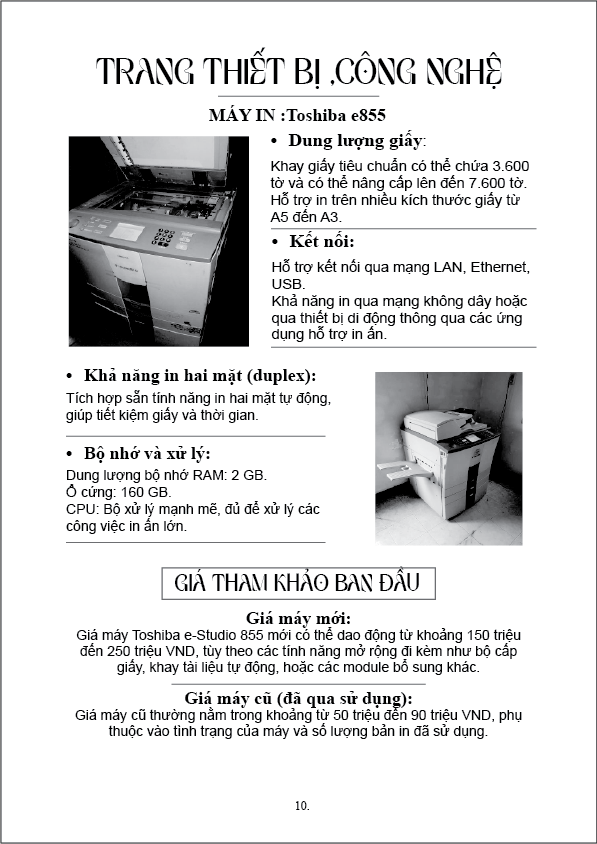 TRANG THIẾT BỊ ,CÔNG NGHỆ
MÁY IN :Toshiba e855
• Dung lượng giấy:
Khay giấy tiêu chuẩn có thể chứa 3.600
tờ và có thể nâng cấp lên đến 7.600 tờ.
Hỗ trợ in trên nhiều kích thước giấy từ
A5 đến A3.
• Kết nối:
Hỗ trợ kết nối qua mạng LAN, Ethernet,
USB.
Khả năng in qua mạng không dây hoặc
qua thiết bị di động thông qua các ứng
dụng hỗ trợ in ấn.
• Khả năng in hai mặt (duplex):
Tích hợp sẵn tính năng in hai mặt tự động,
giúp tiết kiệm giấy và thời gian.
• Bộ nhớ và xử lý:
Dung lượng bộ nhớ RAM: 2 GB.
Ổ cứng: 160 GB.
CPU: Bộ xử lý mạnh mẽ, đủ để xử lý các
công việc in ấn lớn.
GIÁ THAM KHẢO BAN ĐẦU
Giá máy mới:
Giá máy Toshiba e-Studio 855 mới có thể dao động từ khoảng 150 triệu
đến 250 triệu VND, tùy theo các tính năng mở rộng đi kèm như bộ cấp
giấy, khay tài liệu tự động, hoặc các module bổ sung khác.
Giá máy cũ (đã qua sử dụng):
Giá máy cũ thường nằm trong khoảng từ 50 triệu đến 90 triệu VND, phụ
thuộc vào tình trạng của máy và số lượng bản in đã sử dụng.
10.